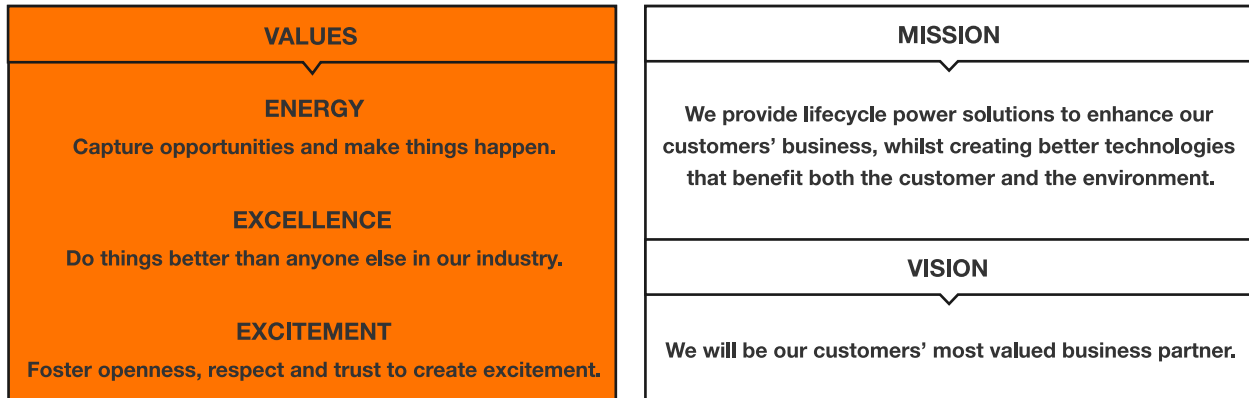 VALUES
ENERGY
Capture opportunities and make things happen.
EXCELLENCE
Do things better than anyone else in our industry.
EXCITEMENT
Foster openness, respect and trust to create excitement.
MISSION
We provide lifecycle power solutions to enhance our
customers’ business, whilst creating better technologies
that benefit both the customer and the environment.
VISION
We will be our customers’ most valued business partner.